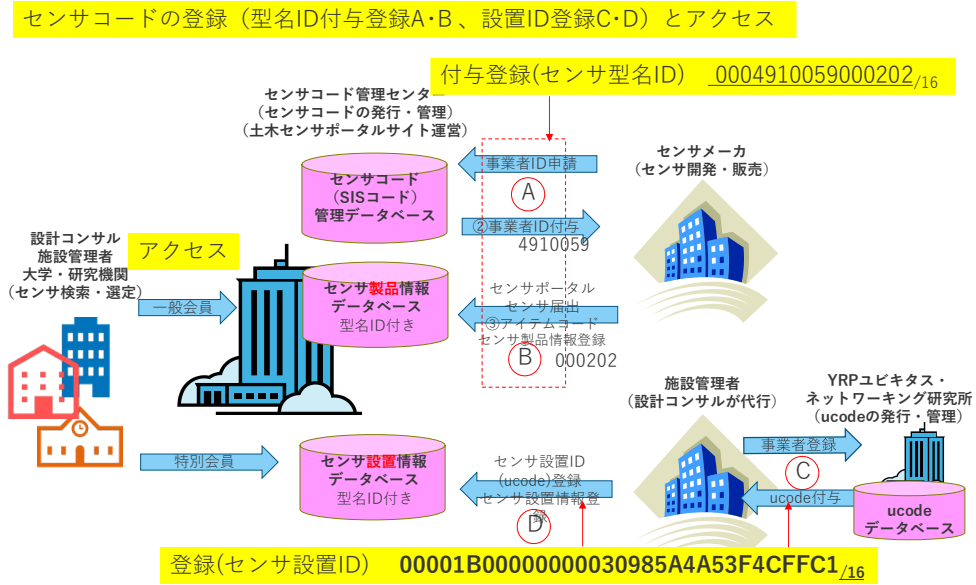 センサコードの登録（型名ID付与登録A･B 、設置ID登録C･D）とアクセス
付与登録(センサ型名ID) 0004910059000202/16
センサコード管理センター
(センサコードの発行・管理)
(土木センサポータルサイト運営)
センサコード
（SISコード）
管理データベース
事業者ID申請
A
②事業者ID付与
4910059
センサメーカ
（センサ開発・販売）
設計コンサル
施設管理者
大学・研究機関
(センサ検索・選定)
アクセス
一般会員
センサ製品情報
データベース
型名ID付き
センサポータル
センサ届出
③アイテムコード
センサ製品情報登録
B
000202
特別会員
センサ設置情報
データベース
型名ID付き
センサ設置ID
(ucode)登録
センサ設置情報登
録
D
施設管理者
（設計コンサルが代行）
YRPユビキタス・
ネットワーキング研究所
(ucodeの発行・管理)
事業者登録
C
ucode付与
ucode
データベース
登録(センサ設置ID) 00001B00000000030985A4A53F4CFFC1/16